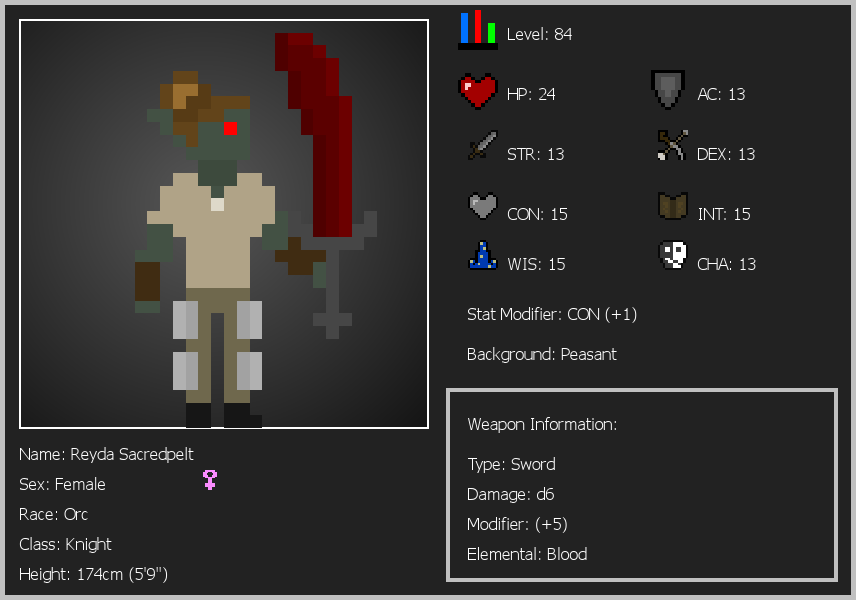 Level: 84
HP: 24
AC: 13
STR: 13
DEX: 13
CON: 15
INT: 15
WIS: 15
CHA: 13
Stat Modifier: CON (+1)
Background: Peasant
Weapon Information:
Type: Sword
Damage: d6
Modifier: (+5)
Elemental: Blood
Name: Reyda Sacredpelt
Sex: Female
Race: Orc
Class: Knight
Height: 174cm (5'9")